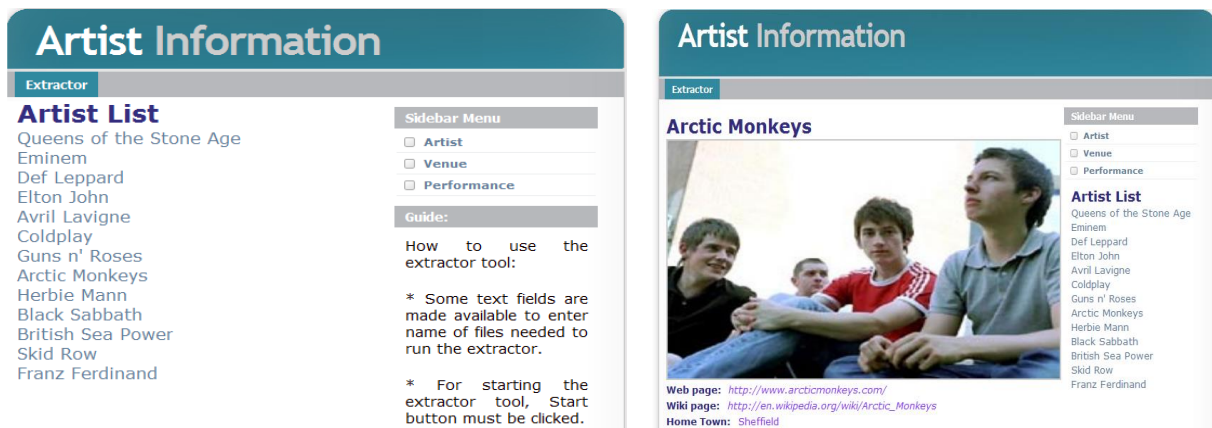 Artist Information
Extractor
Artist List
Queens of the Stone Age
Eminem
Def Leppard
Elton John
Avril Lavigne
Coldplay
Guns n' Roses
Arctic Monkeys
Herbie Mann
Black Sabbath
British Sea Power
Skid Row
Franz Ferdinand
Sidebar Menu
Artist
Venue
Performance
Guide:
How to use the
extractor tool:
* Some text fields are
made available to enter
name of files needed to
run the extractor.
* For starting the
extractor tool, Start
button must be clicked.
Artist Information
Extractor
Arctic Monkeys
Web page: http://www.arcticmonkeys.com/
Wiki page: http://en.wikipedia.org/wiki/Arctic_Monkeys
Home Town: Sheffield
Sidebar Menu
Artist
Venue
Performance
Artist List
Queens of the Stone Age
Eminem
Def Leppard
Elton John
Avril Lavigne
Coldplay
Guns n' Roses
Arctic Monkeys
Herbie Mann
Black Sabbath
British Sea Power
Skid Row
Franz Ferdinand